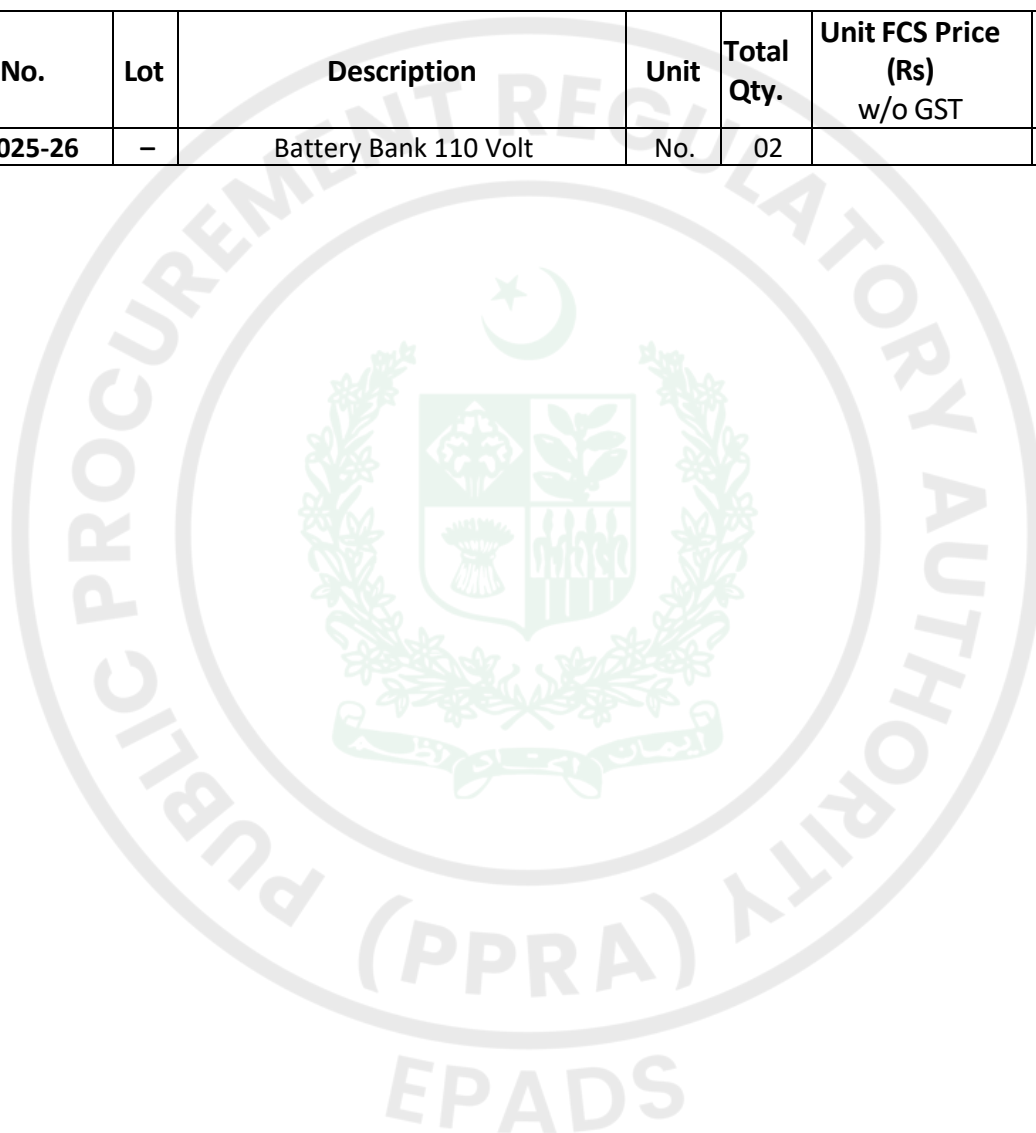 No. Lot Description Unit Total Qty. Unit FCS Price (Rs) w/o GST
025-26 – Battery Bank 110 Volt No. 02
PUBLIC PROCUREMENT REGULATORY AUTHORITY
(PPRA)
EPADS